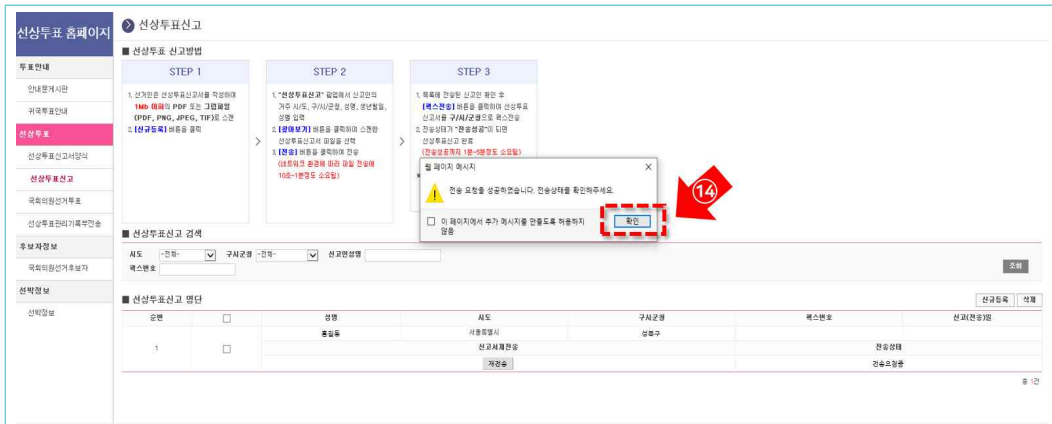 선상투표 홈페이지
투표안내
안내문게시판
귀국투표안내
선상투표
선상투표신고서양식
선상투표신고
국회의원선거투표
선상투표관리기록부전송
후보자정보
국회의원선거후보자
선박정보
선박정보
선상투표신고
■ 선상투표 신고방법
STEP 1
1. 선거인은 선상투표신고서를 작성하여
1Mb 이하의 PDF 또는 그림파일
(PDF, PNG, JPEG, TIF)로 스캔
2. [신규등록] 버튼을 클릭
>
STEP 2
1. "선상투표신고" 팝업에서 신고인의
거주 시/도, 구/시/군청, 성명, 생년월일,
성별 입력
2. [찾아보기] 버튼을 클릭하여 스캔한
선상투표신고서 파일을 선택
3. [전송] 버튼을 클릭하여 전송
(네트워크 환경에 따라 파일 전송에
10초~1분정도 소요됨)
>
STEP 3
1. 목록에 전송된 신고인 확인 후
[팩스전송] 버튼을 클릭하여 선상투표
신고서를 구/시/군청으로 팩스전송
2. 전송상태가 "전송성공"이 되면
선상투표신고 완료
(전송성공까지 1분~5분정도 소요됨)
웹 페이지 메시지
X
전송 요청을 성공하였습니다. 전송상태를 확인해주세요.
이 페이지에서 추가 메시지를 만들도록 허용하지
않음
확인
⑭
■ 선상투표신고 검색
시도 -전체- 구시군청 -전체- 신고인성명
팩스번호
조회
■ 선상투표신고 명단
신규등록 삭제
순번 성명 시도 구시군청 팩스번호 신고(전송)일
1 홍길동 서울특별시 성북구
신고서재전송 전송상태
재전송 전송요청중
총 1건